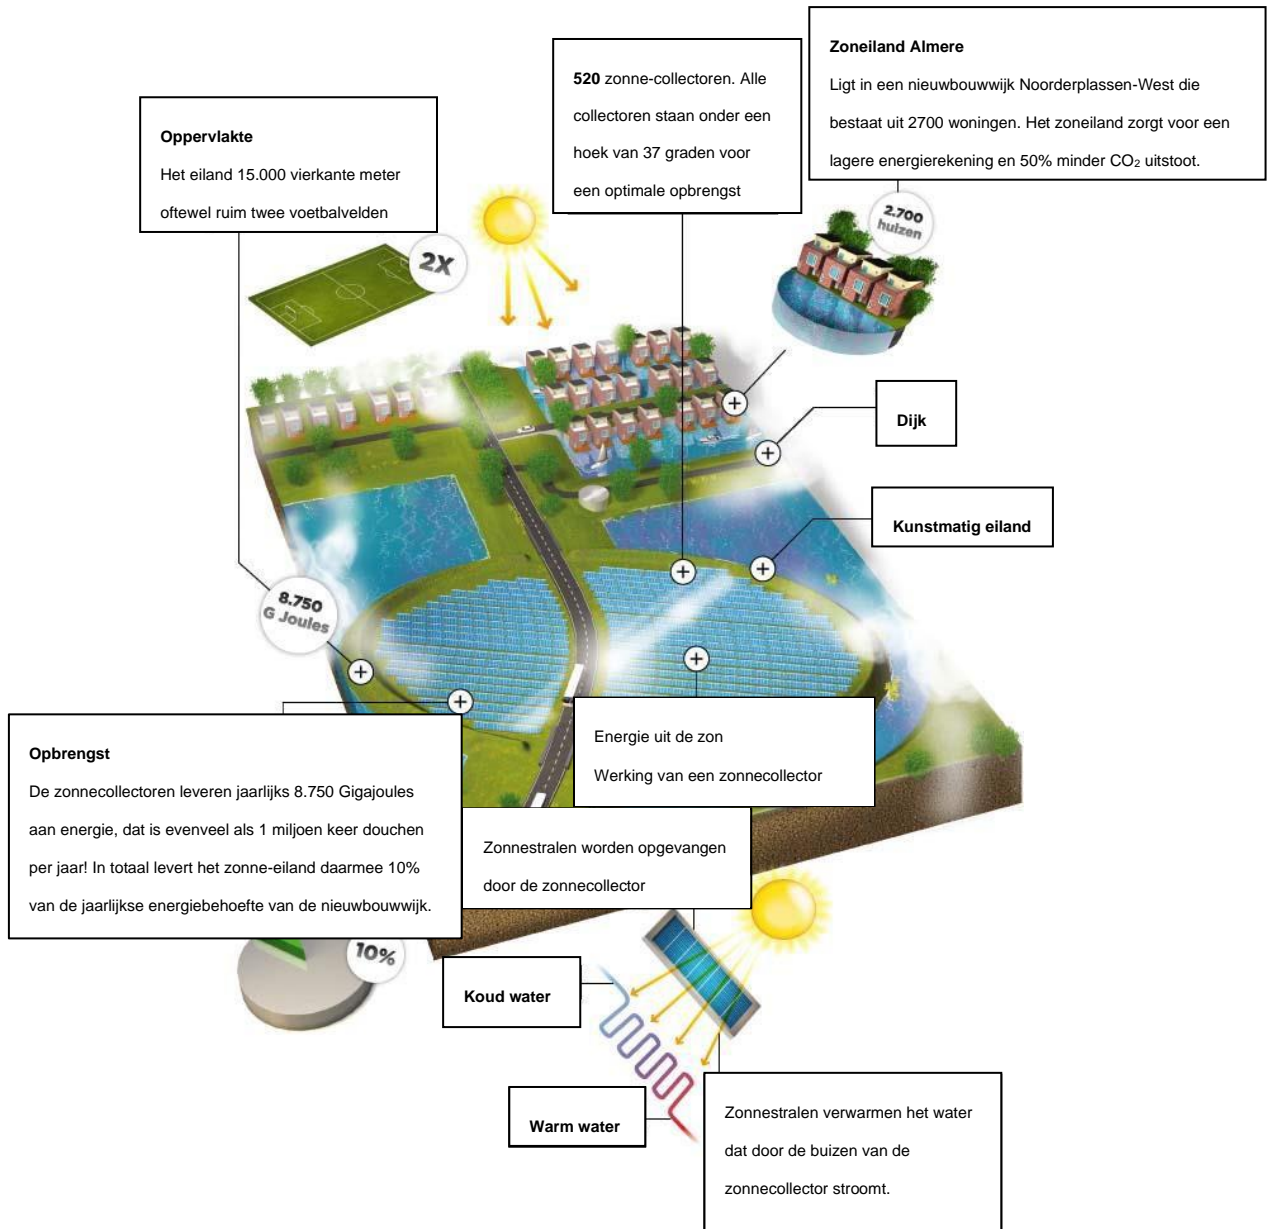 Zoneiland Almere
Ligt in een nieuwbouwwijk Noorderplassen-West die
bestaat uit 2700 woningen. Het zoneiland zorgt voor een
lagere energierekening en 50% minder CO₂ uitstoot.
520 zonne-collectoren. Alle
collectoren staan onder een
hoek van 37 graden voor
een optimale opbrengst
Oppervlakte
Het eiland 15.000 vierkante meter
oftewel ruim twee voetbalvelden
2X
2.700
huizen
Dijk
Kunstmatig eiland
8.750
G Joules
Opbrengst
De zonnecollectoren leveren jaarlijks 8.750 Gigajoules
aan energie, dat is evenveel als 1 miljoen keer douchen
per jaar! In totaal levert het zonne-eiland daarmee 10%
van de jaarlijkse energiebehoefte van de nieuwbouwwijk.
10%
Energie uit de zon
Werking van een zonnecollector
Zonnestralen worden opgevangen
door de zonnecollector
Koud water
Warm water
Zonnestralen verwarmen het water
dat door de buizen van de
zonnecollector stroomt.